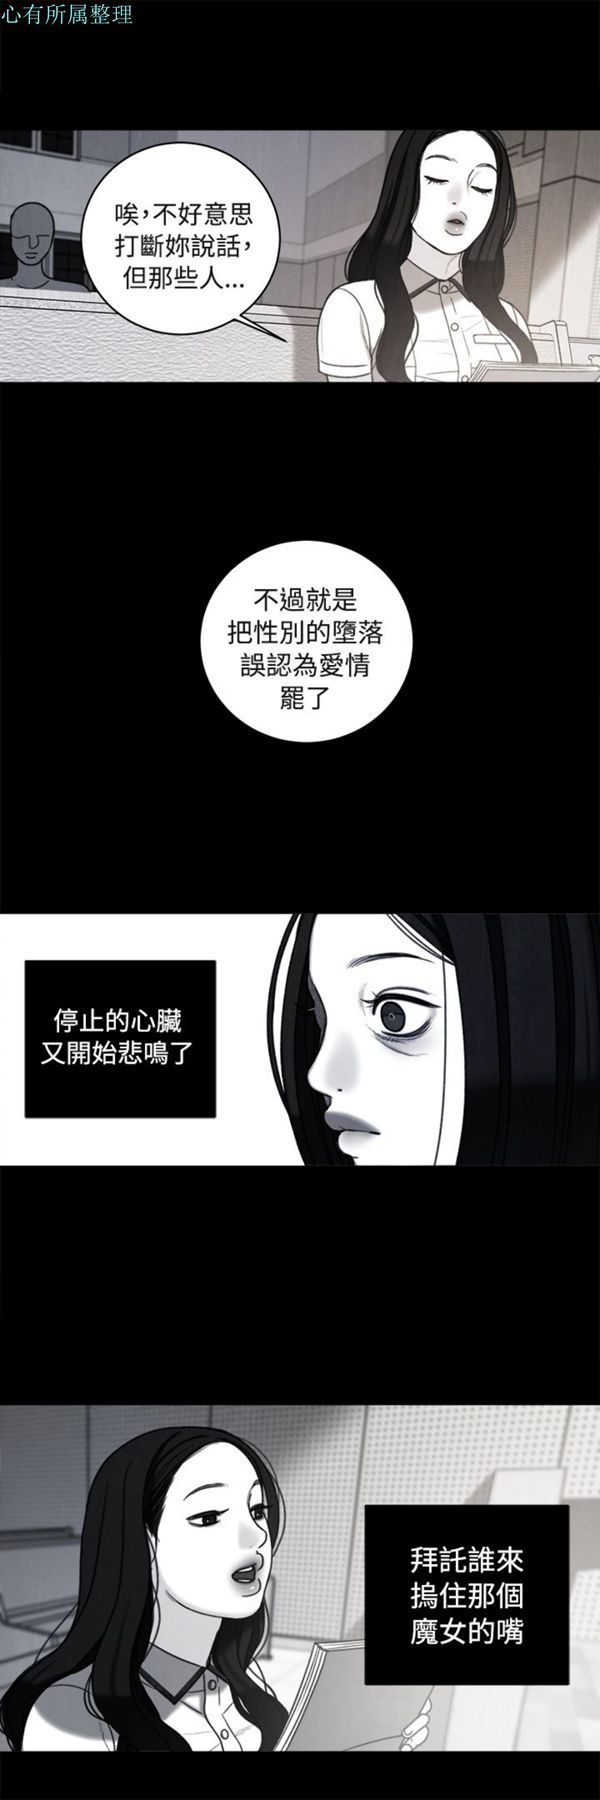 心有所属整理
唉，不好意思
打斷妳說話，
但那些人...
不過就是
把性別的墮落
誤認為愛情
罷了
停止的心臟
又開始悲鳴了
拜託誰來
摀住那個
魔女的嘴